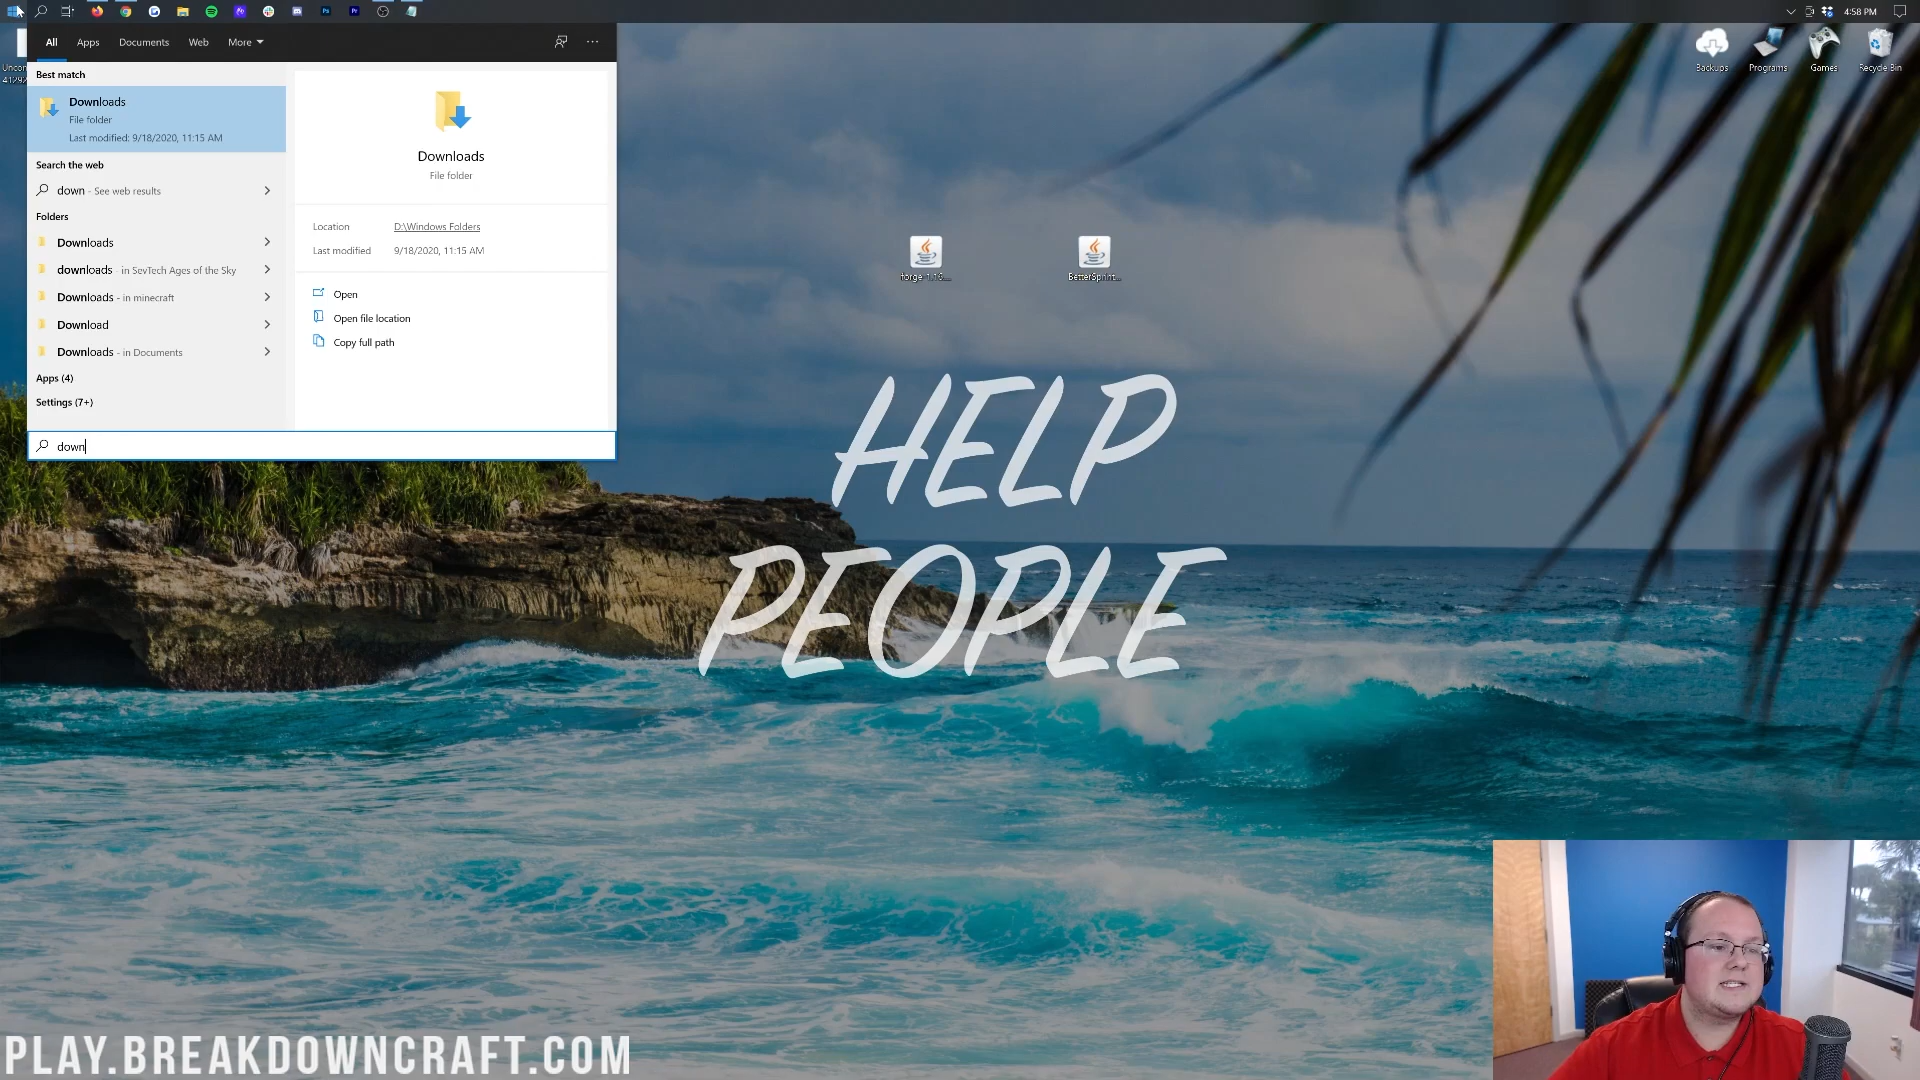 4:58 PM
All Apps Documents Web More
Best match
Downloads
File folder
Last modified: 9/18/2020, 11:15 AM
Search the web
down - See web results
Folders
Downloads
downloads - in SevTech Ages of the Sky
Downloads - in minecraft
Download
Downloads - in Documents
Apps (4)
Settings (7+)
down
Downloads
File folder
Location D:\Windows Folders
Last modified 9/18/2020, 11:15 AM
Open
Open file location
Copy full path
Backups Programs Games Recycle Bin
forge-1.16....
BetterSprint...
HELP
PEOPLE
PLAY.BREAKDOWNCRAFT.COM